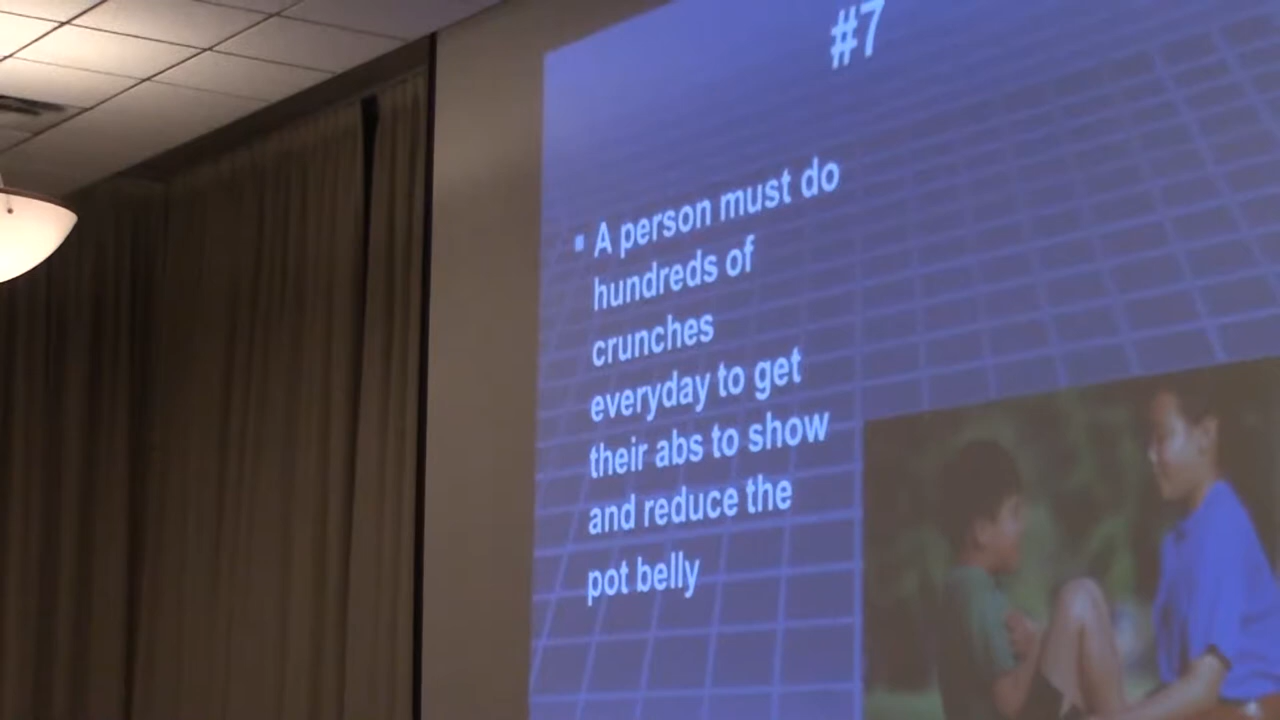 #7
▪ A person must do
hundreds of
crunches
everyday to get
their abs to show
and reduce the
pot belly